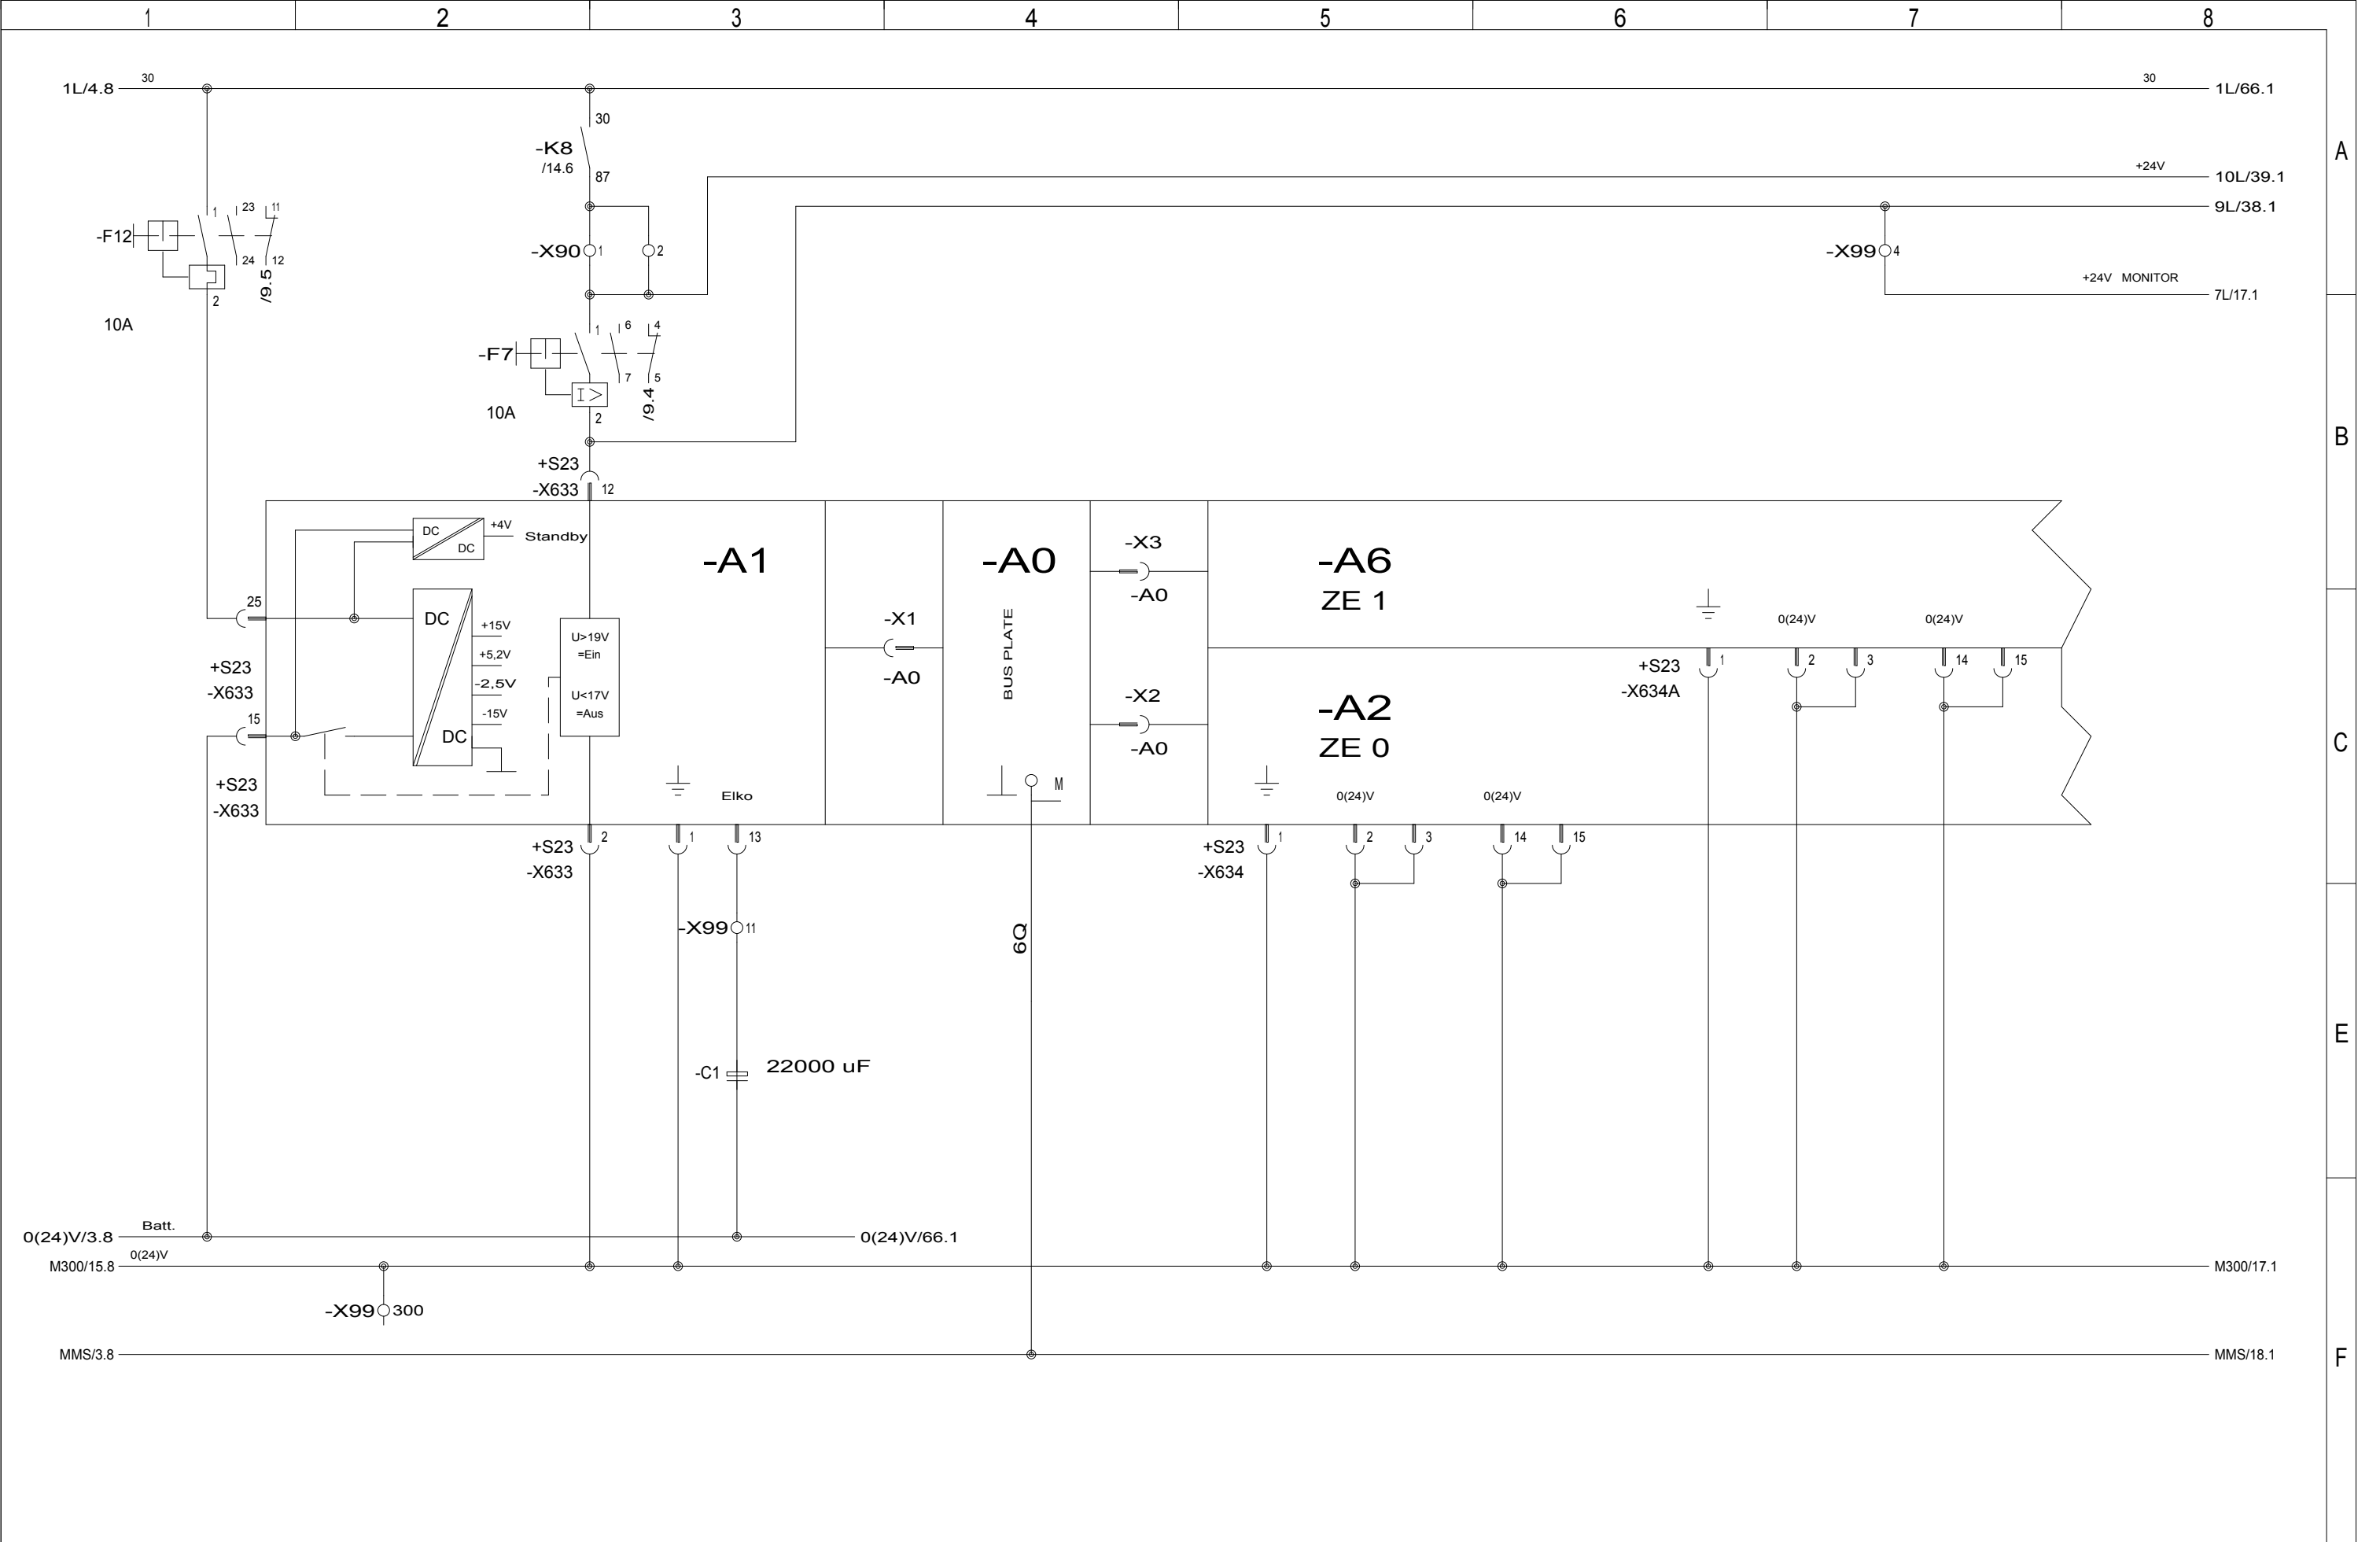 1 2 3 4 5 6 7 8
30
30
1L/4.8
1L/66.1
30
-K8
/14.6
87
A
+24V
10L/39.1
9L/38.1
-F12
1
23
11
24
12
/9.5
2
10A
-X90
1
2
-X99
4
+24V MONITOR
7L/17.1
-F7
1
6
4
7
5
/9.4
I >
2
10A
B
+S23
-X633
12
DC
DC
+4V
Standby
-A1
-A0
BUS PLATE
-X3
-A0
-A6
ZE 1
25
+S23
-X633
DC
DC
+15V
+5,2V
-2,5V
-15V
U>19V
=Ein
U<17V
=Aus
-X1
-A0
0(24)V
0(24)V
+S23
-X634A
1
2
3
14
15
15
+S23
-X633
-X2
-A0
-A2
ZE 0
C
Elko
M
0(24)V
0(24)V
+S23
-X633
2
1
13
+S23
-X634
1
2
3
14
15
-X99
11
6Q
-C1
22000 uF
E
Batt.
0(24)V/3.8
0(24)V/66.1
0(24)V
M300/15.8
M300/17.1
-X99
300
MMS/3.8
MMS/18.1
F